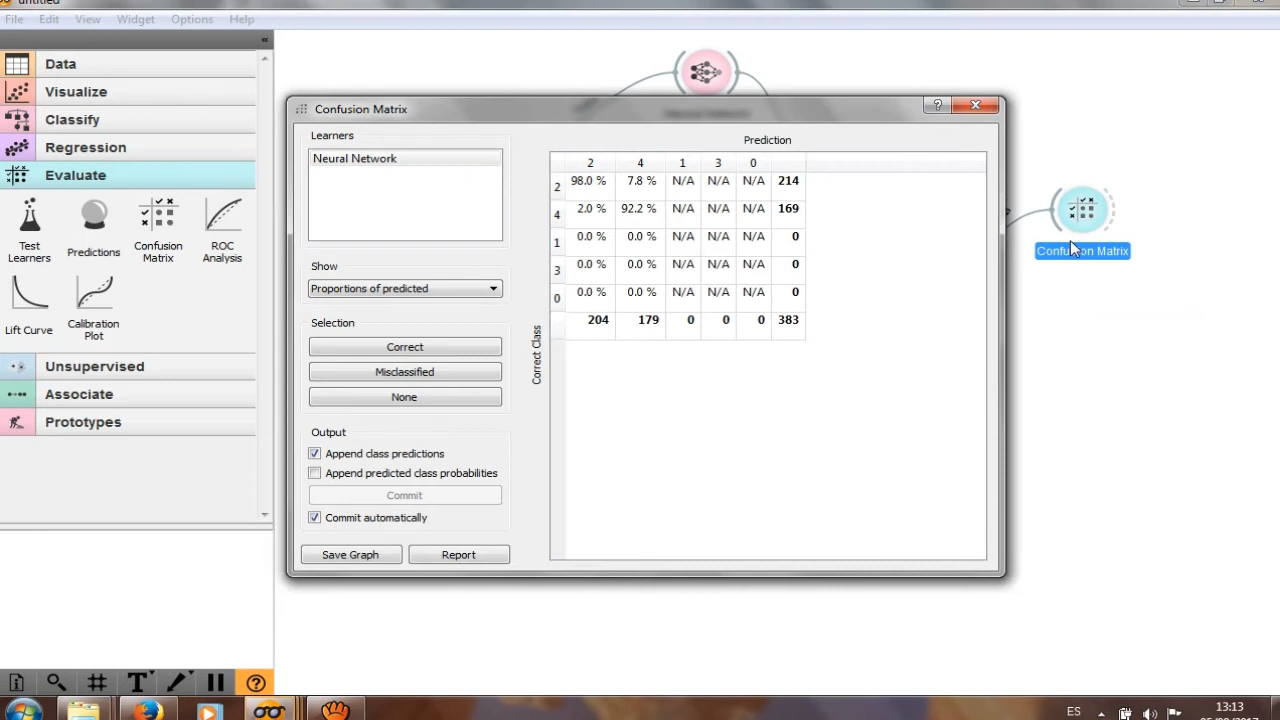 untitled
File Edit View Widget Options Help
Data
Visualize
Classify
Regression
Evaluate
Test Learners
Predictions
Confusion Matrix
ROC Analysis
Lift Curve
Calibration Plot
Unsupervised
Associate
Prototypes
Confusion Matrix
Learners
Neural Network
Show
Proportions of predicted
Selection
Correct
Misclassified
None
Output
Append class predictions
Append predicted class probabilities
Commit
Commit automatically
Save Graph Report
Prediction
Correct Class
2 4 1 3 0
2 98.0 % 7.8 % N/A N/A N/A 214
4 2.0 % 92.2 % N/A N/A N/A 169
1 0.0 % 0.0 % N/A N/A N/A 0
3 0.0 % 0.0 % N/A N/A N/A 0
0 0.0 % 0.0 % N/A N/A N/A 0
204 179 0 0 0 383
Confusion Matrix
ES
13:13